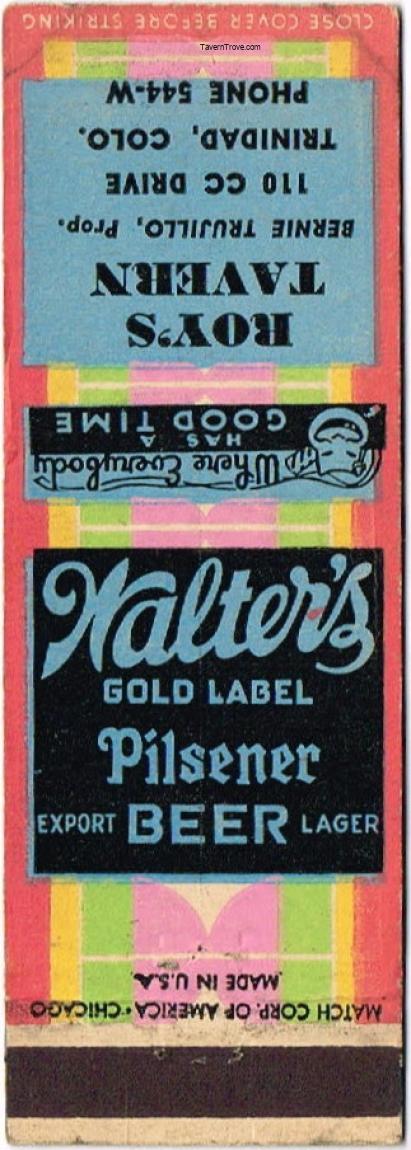 CLOSE COVER BEFORE STRIKING
TavernTrove.com
ROY'S
TAVERN
BERNIE TRUJILLO, Prop.
110 CC DRIVE
TRINIDAD, COLO.
PHONE 544-W
Where Everybody
HAS A
GOOD TIME
Walter's
GOLD LABEL
Pilsener
EXPORT BEER LAGER
MATCH CORP. OF AMERICA • CHICAGO
MADE IN U.S.A.